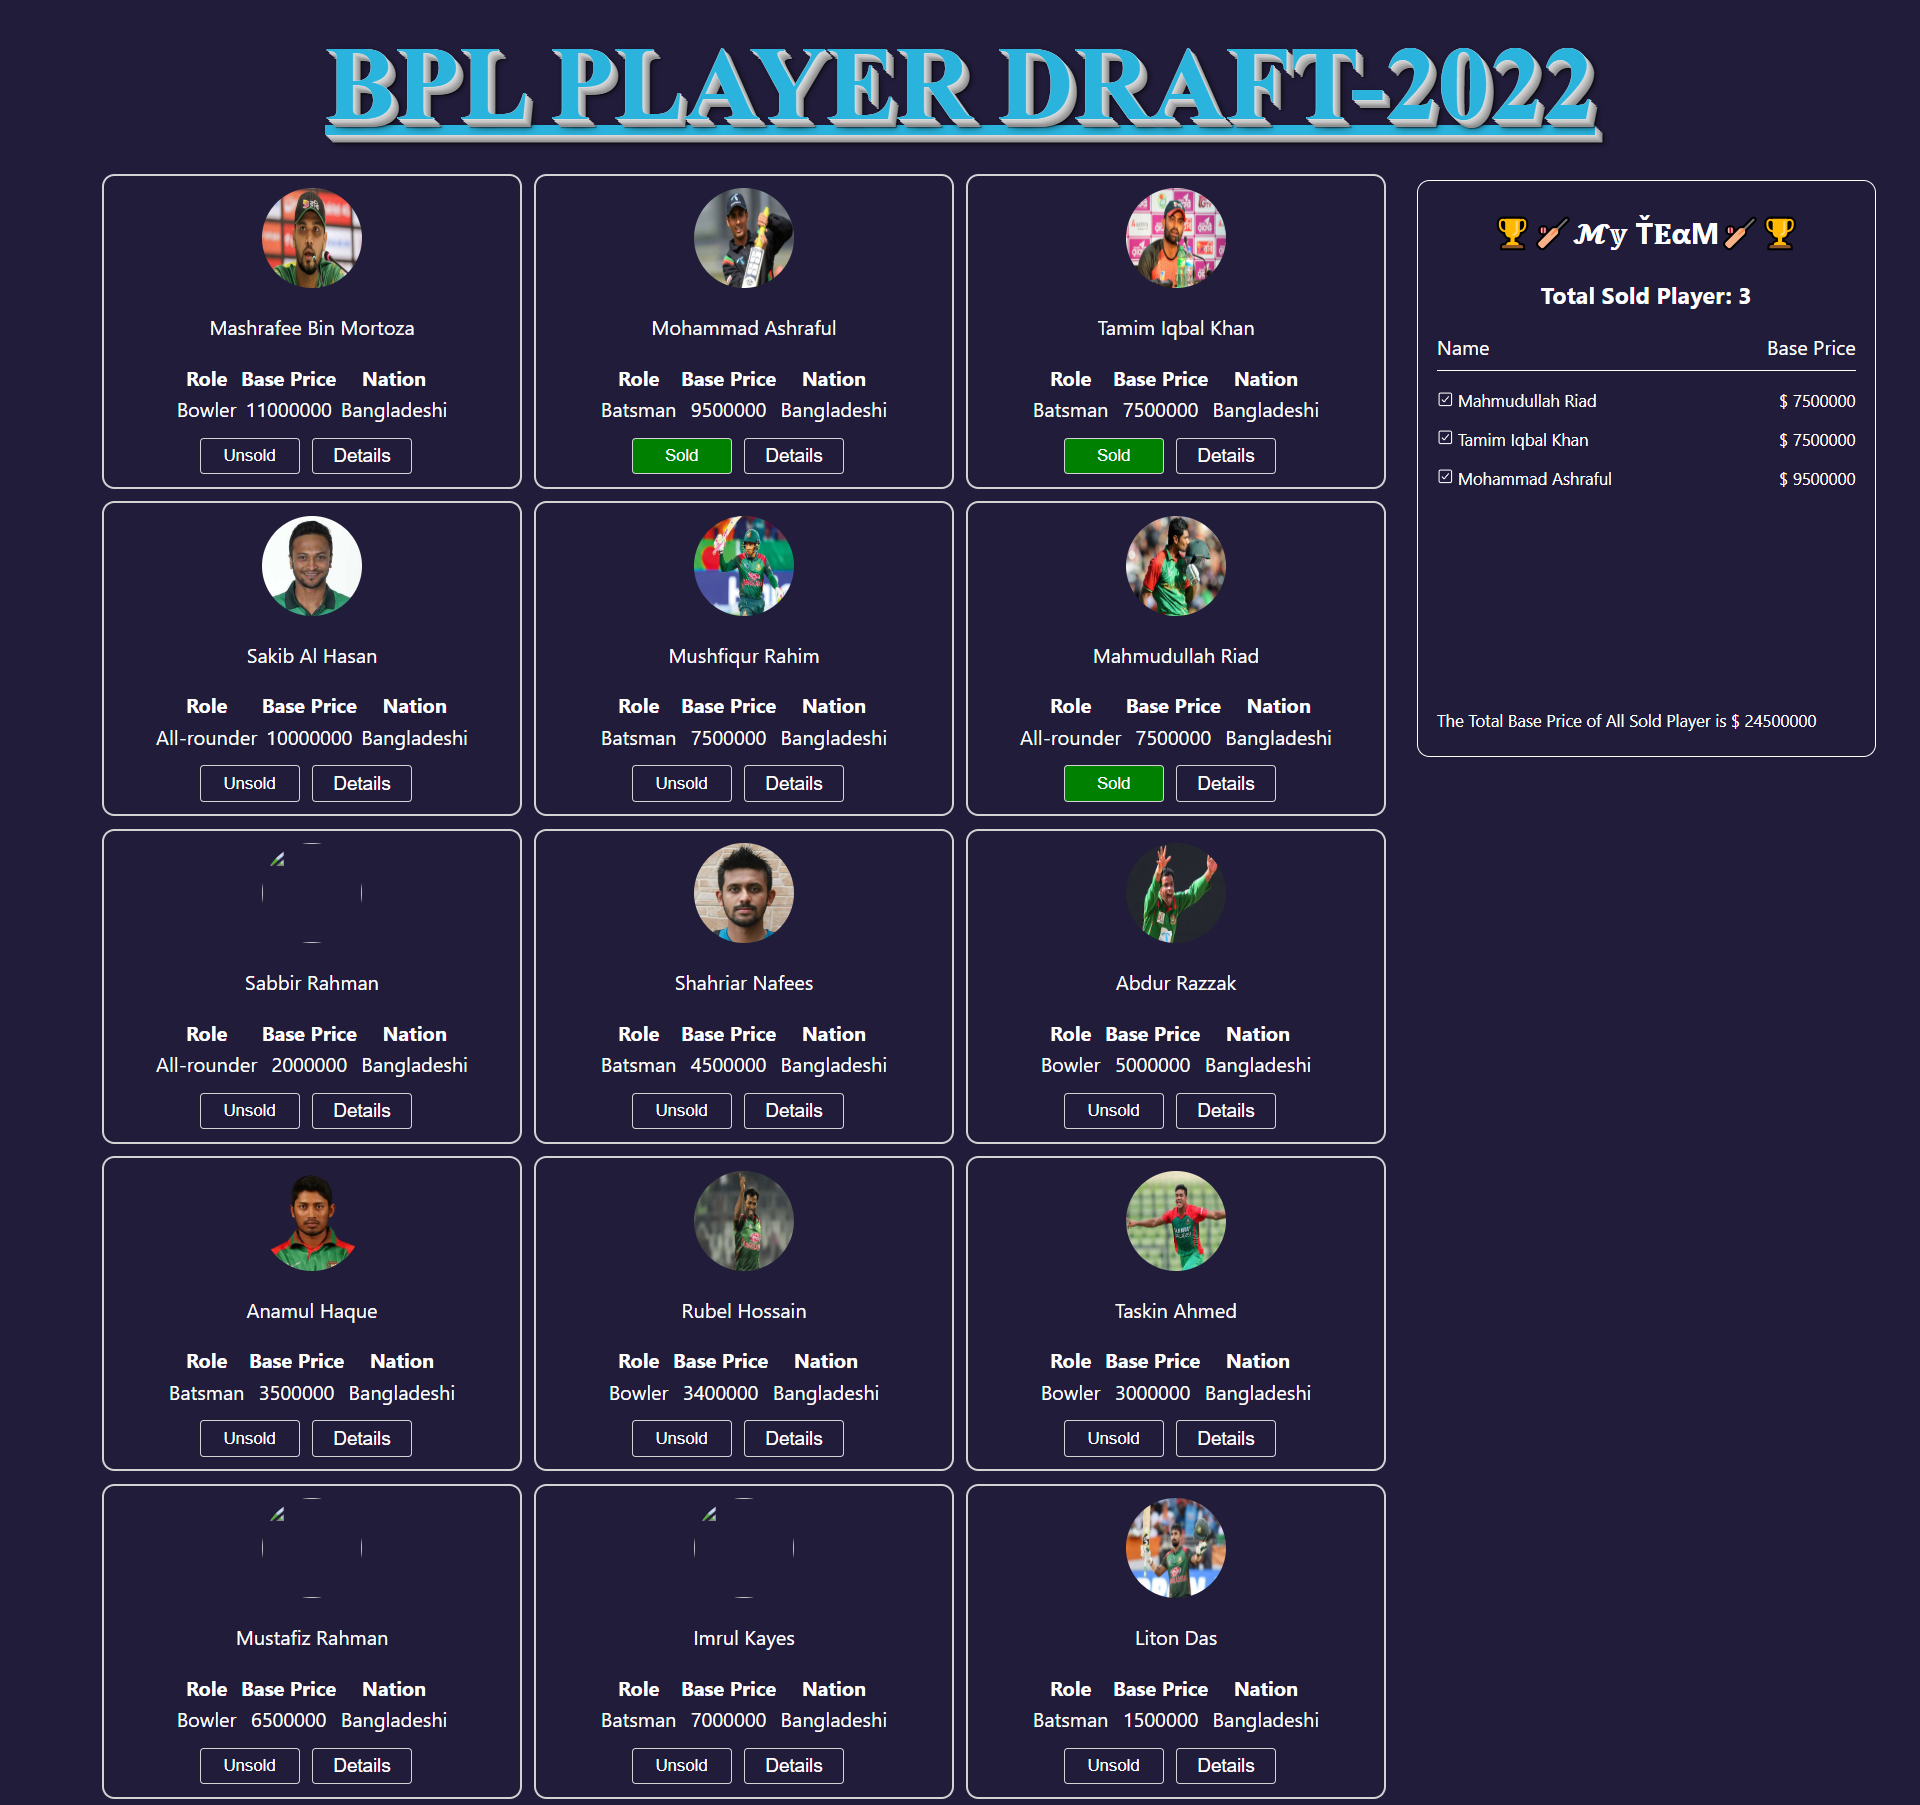 BPL PLAYER DRAFT-2022
Mashrafee Bin Mortoza
Role Base Price Nation
Bowler 11000000 Bangladeshi
Unsold Details
Mohammad Ashraful
Role Base Price Nation
Batsman 9500000 Bangladeshi
Sold Details
Tamim Iqbal Khan
Role Base Price Nation
Batsman 7500000 Bangladeshi
Sold Details
Sakib Al Hasan
Role Base Price Nation
All-rounder 10000000 Bangladeshi
Unsold Details
Mushfiqur Rahim
Role Base Price Nation
Batsman 7500000 Bangladeshi
Unsold Details
Mahmudullah Riad
Role Base Price Nation
All-rounder 7500000 Bangladeshi
Sold Details
Sabbir Rahman
Role Base Price Nation
All-rounder 2000000 Bangladeshi
Unsold Details
Shahriar Nafees
Role Base Price Nation
Batsman 4500000 Bangladeshi
Unsold Details
Abdur Razzak
Role Base Price Nation
Bowler 5000000 Bangladeshi
Unsold Details
Anamul Haque
Role Base Price Nation
Batsman 3500000 Bangladeshi
Unsold Details
Rubel Hossain
Role Base Price Nation
Bowler 3400000 Bangladeshi
Unsold Details
Taskin Ahmed
Role Base Price Nation
Bowler 3000000 Bangladeshi
Unsold Details
Mustafiz Rahman
Role Base Price Nation
Bowler 6500000 Bangladeshi
Unsold Details
Imrul Kayes
Role Base Price Nation
Batsman 7000000 Bangladeshi
Unsold Details
Liton Das
Role Base Price Nation
Batsman 1500000 Bangladeshi
Unsold Details
🏆🏏𝓜𝕪 ŤᗴαM🏏🏆
Total Sold Player: 3
Name Base Price
Mahmudullah Riad $ 7500000
Tamim Iqbal Khan $ 7500000
Mohammad Ashraful $ 9500000
The Total Base Price of All Sold Player is $ 24500000